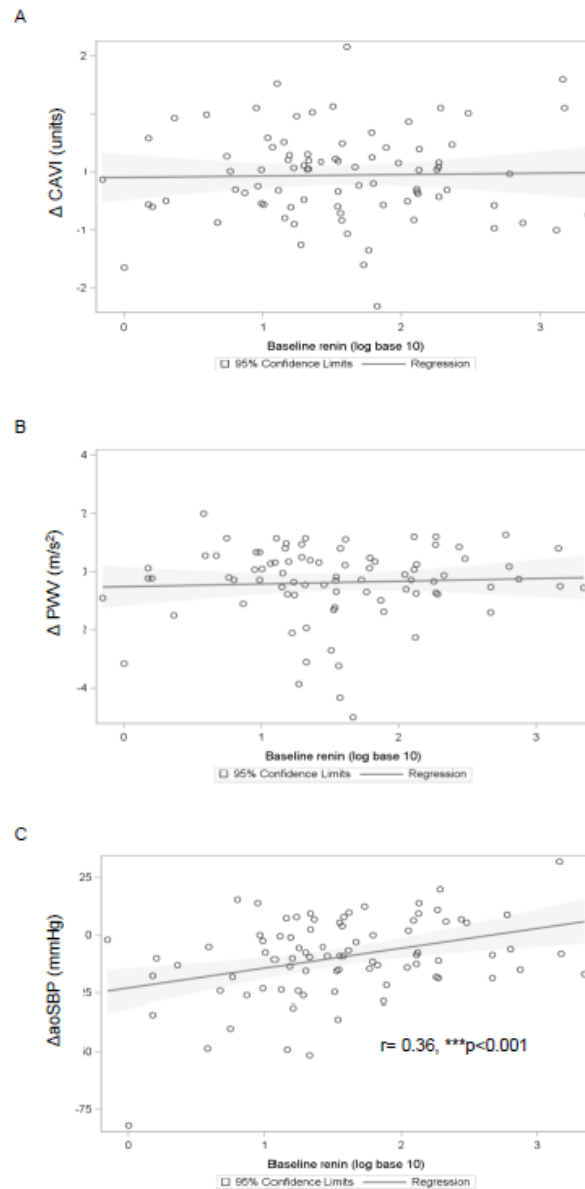 A
Δ CAVI (units)
2
1
-1
-2
0 1 2 3
Baseline renin (log base 10)
95% Confidence Limits Regression
B
Δ PWV (m/s²)
4
2
-4
0 1 2 3
Baseline renin (log base 10)
95% Confidence Limits Regression
C
ΔaoSBP (mmHg)
25
0
-75
r= 0.36, ***p<0.001
0 1 2 3
Baseline renin (log base 10)
95% Confidence Limits Regression